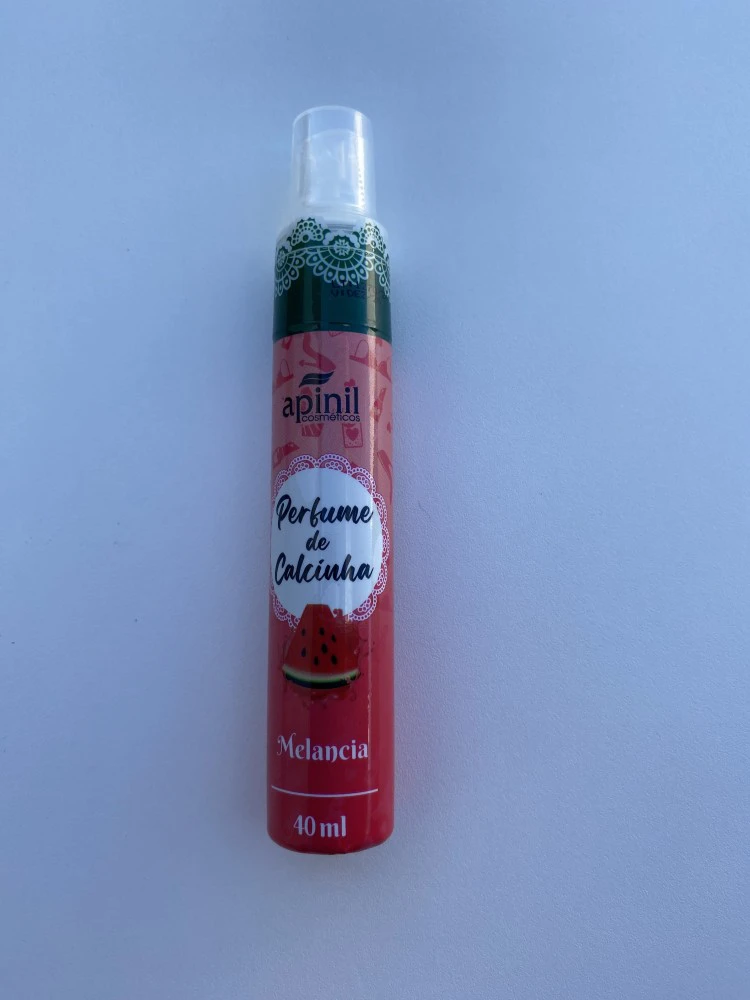 apinil
cosméticos
Perfume
de
Calcinha
Melancia
40 ml